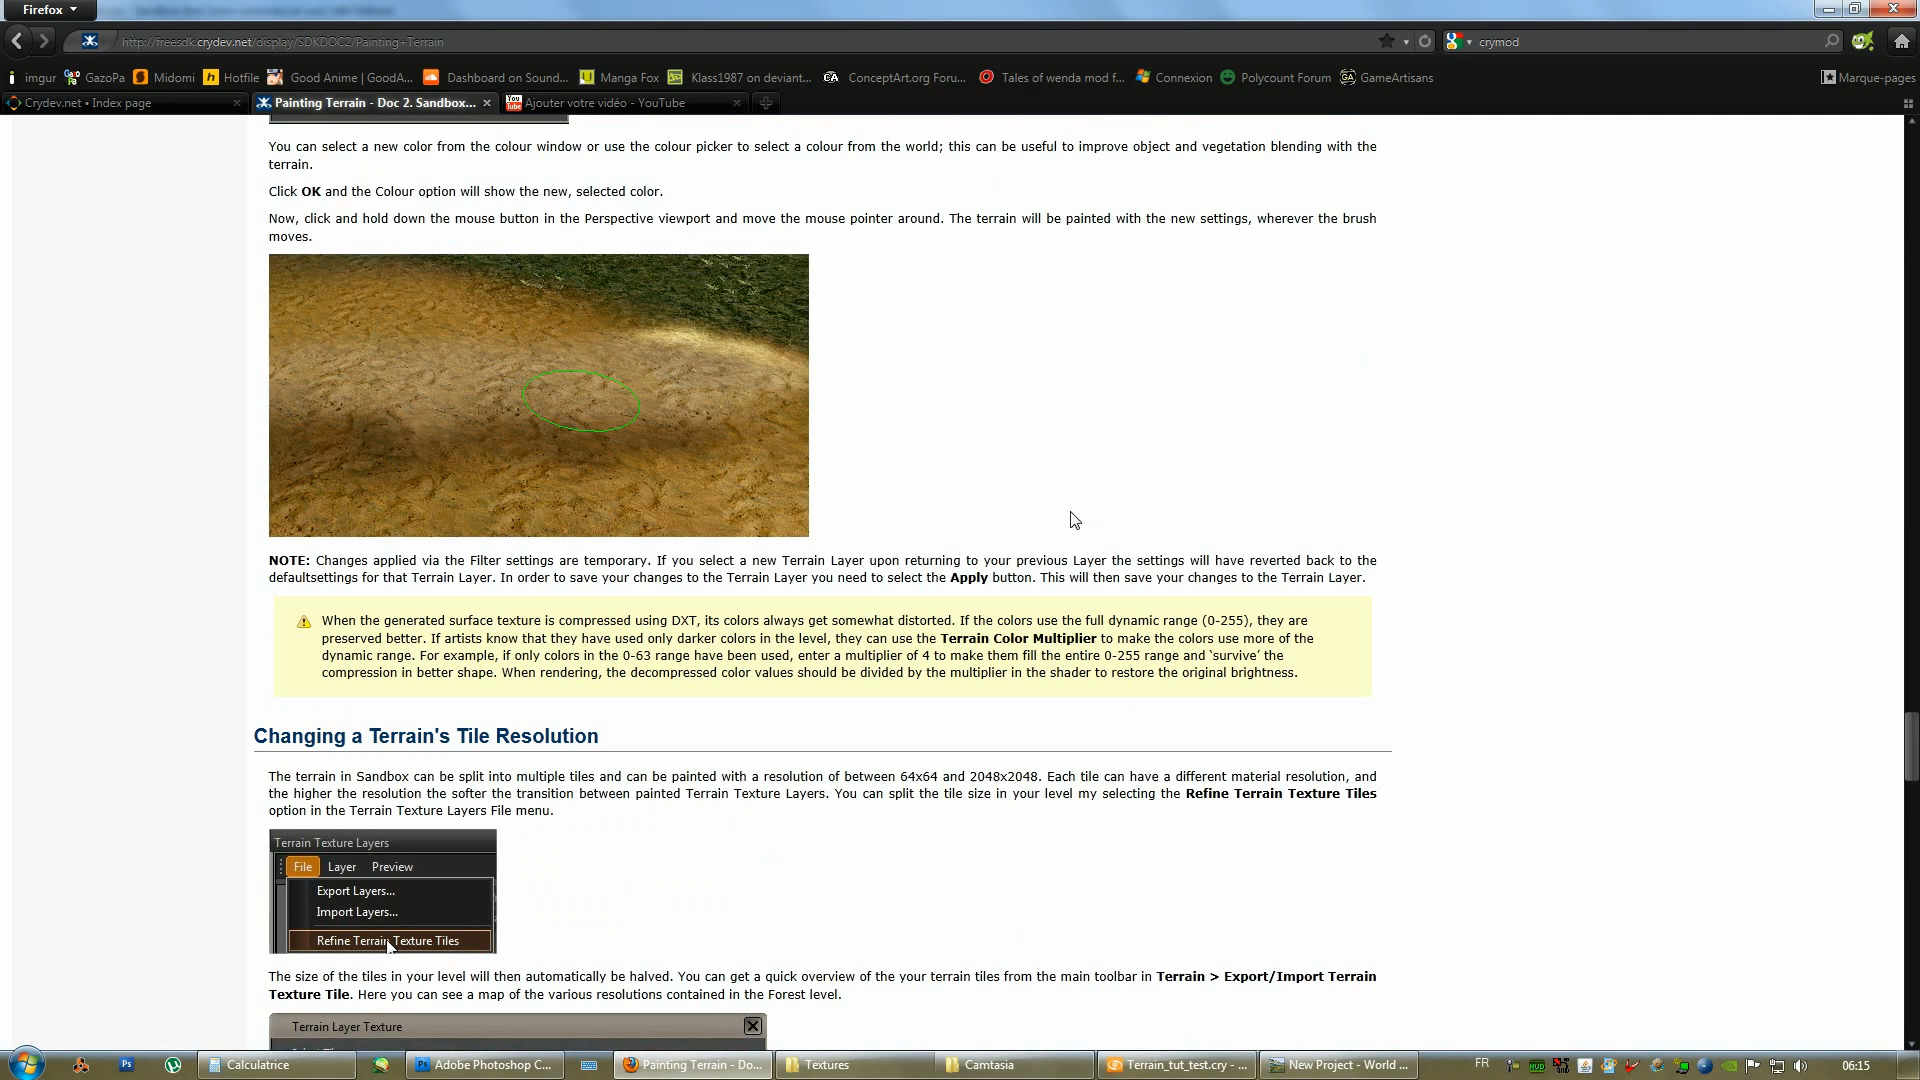 Firefox
http://freesdk.crydev.net/display/SDKDOC2/Painting+Terrain
crymod
imgur
GazoPa
Midomi
Hotfile
Good Anime | GoodA...
Dashboard on Sound...
Manga Fox
Klass1987 on deviant...
ConceptArt.org Foru...
Tales of wenda mod f...
Connexion
Polycount Forum
GameArtisans
Marque-pages
Crydev.net • Index page
Painting Terrain - Doc 2. Sandbox...
Ajouter votre vidéo - YouTube
You can select a new color from the colour window or use the colour picker to select a colour from the world; this can be useful to improve object and vegetation blending with the
terrain.
Click OK and the Colour option will show the new, selected color.
Now, click and hold down the mouse button in the Perspective viewport and move the mouse pointer around. The terrain will be painted with the new settings, wherever the brush
moves.
NOTE: Changes applied via the Filter settings are temporary. If you select a new Terrain Layer upon returning to your previous Layer the settings will have reverted back to the
defaultsettings for that Terrain Layer. In order to save your changes to the Terrain Layer you need to select the Apply button. This will then save your changes to the Terrain Layer.
When the generated surface texture is compressed using DXT, its colors always get somewhat distorted. If the colors use the full dynamic range (0-255), they are
preserved better. If artists know that they have used only darker colors in the level, they can use the Terrain Color Multiplier to make the colors use more of the
dynamic range. For example, if only colors in the 0-63 range have been used, enter a multiplier of 4 to make them fill the entire 0-255 range and ‘survive’ the
compression in better shape. When rendering, the decompressed color values should be divided by the multiplier in the shader to restore the original brightness.
Changing a Terrain's Tile Resolution
The terrain in Sandbox can be split into multiple tiles and can be painted with a resolution of between 64x64 and 2048x2048. Each tile can have a different material resolution, and
the higher the resolution the softer the transition between painted Terrain Texture Layers. You can split the tile size in your level my selecting the Refine Terrain Texture Tiles
option in the Terrain Texture Layers File menu.
Terrain Texture Layers
File Layer Preview
Export Layers...
Import Layers...
Refine Terrain Texture Tiles
The size of the tiles in your level will then automatically be halved. You can get a quick overview of the your terrain tiles from the main toolbar in Terrain > Export/Import Terrain
Texture Tile. Here you can see a map of the various resolutions contained in the Forest level.
Terrain Layer Texture
Calculatrice
Adobe Photoshop C...
Painting Terrain - Do...
Textures
Camtasia
Terrain_tut_test.cry - ...
New Project - World ...
FR
06:15